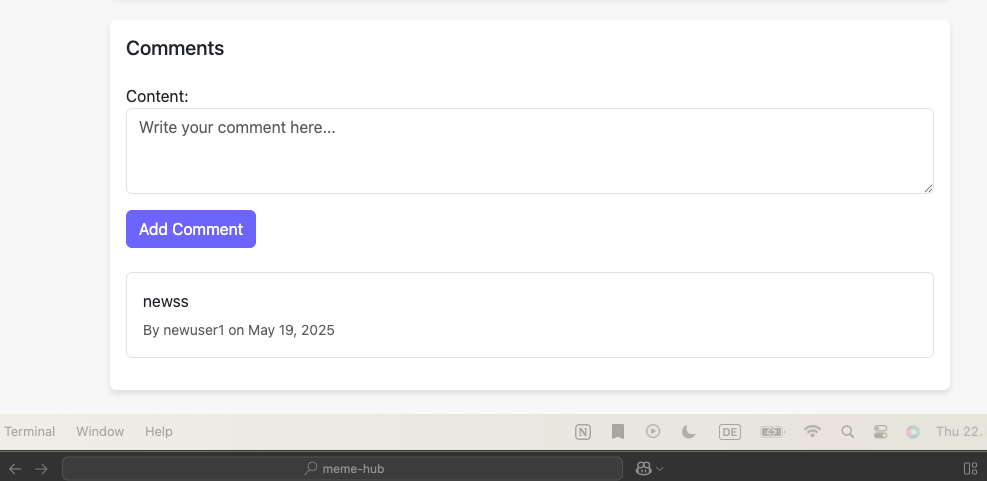 Comments
Content:
Write your comment here...
Add Comment
newss
By newuser1 on May 19, 2025
Terminal Window Help N DE Thu 22.
meme-hub